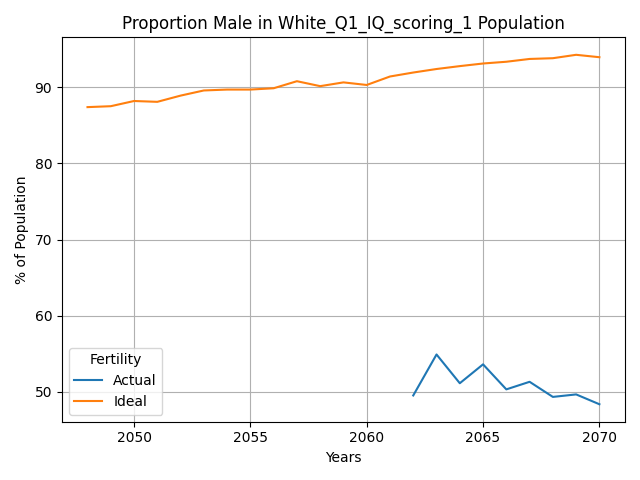 Proportion Male in White_Q1_IQ_scoring_1 Population
% of Population
90
80
70
60
50
Fertility
Actual
Ideal
2050
2055
2060
2065
2070
Years